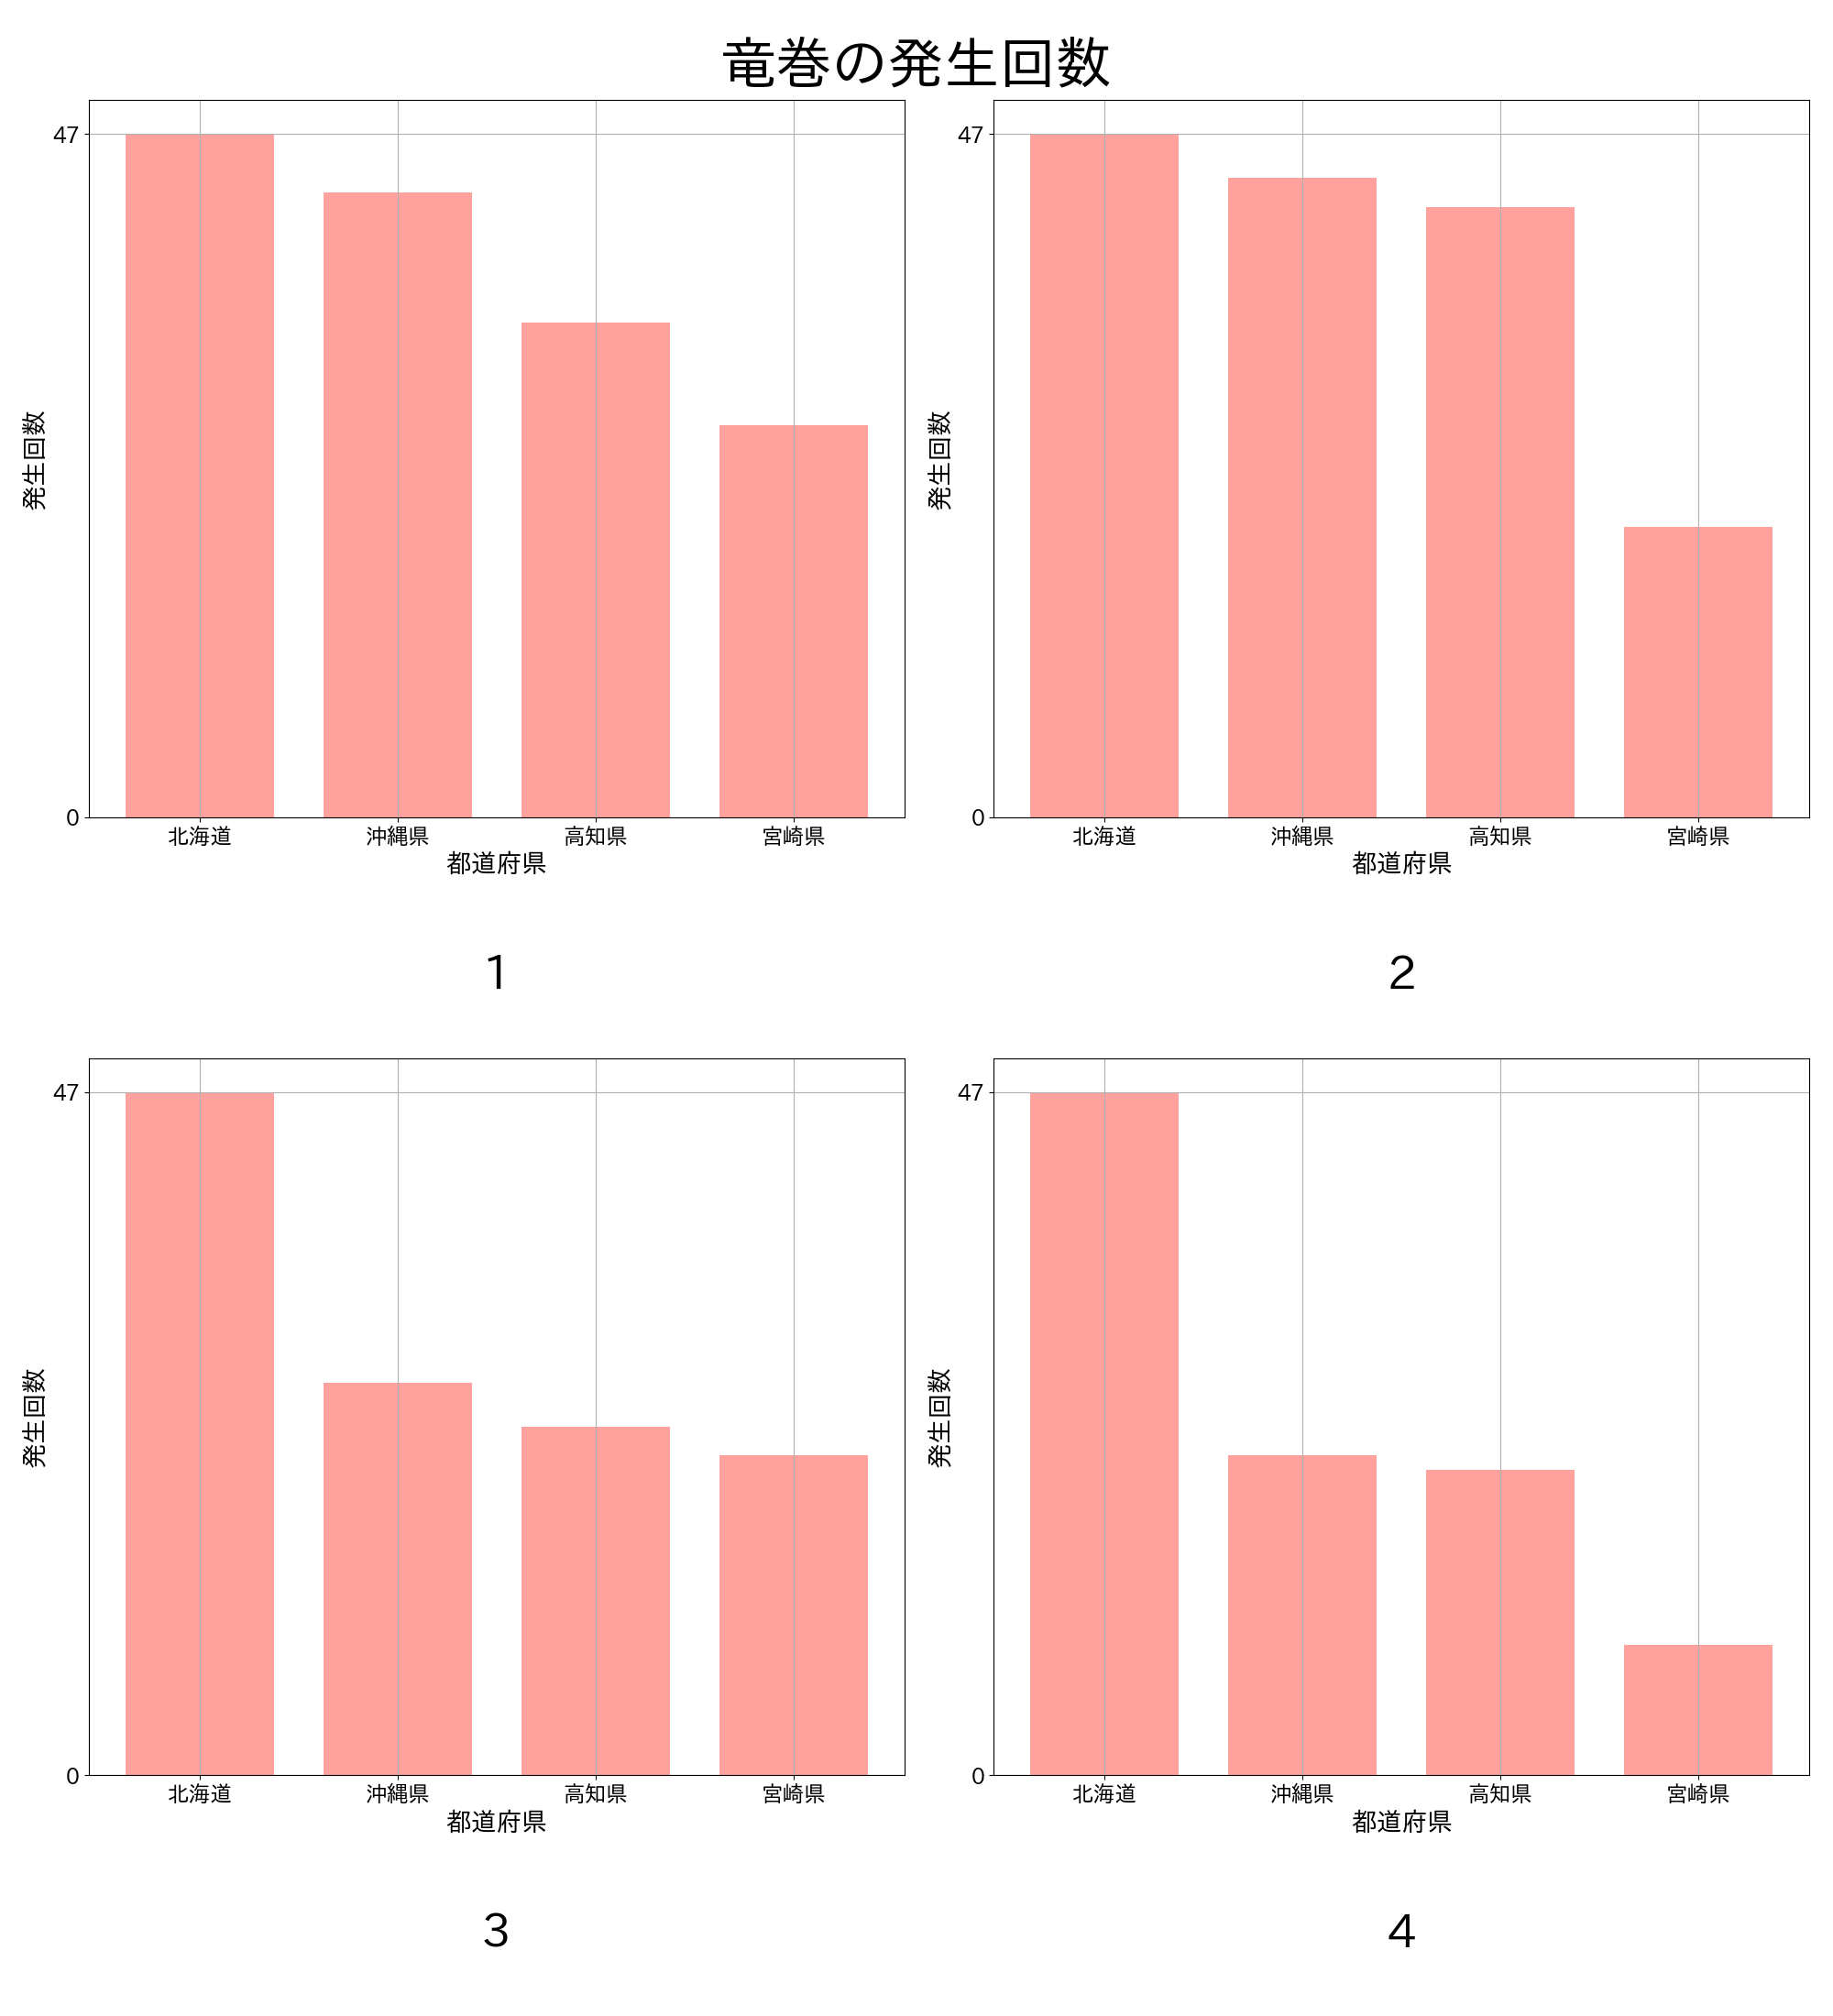 竜巻の発生回数
47
0
発生回数
北海道 沖縄県 高知県 宮崎県
都道府県
1
47
0
発生回数
北海道 沖縄県 高知県 宮崎県
都道府県
2
47
0
発生回数
北海道 沖縄県 高知県 宮崎県
都道府県
3
47
0
発生回数
北海道 沖縄県 高知県 宮崎県
都道府県
4